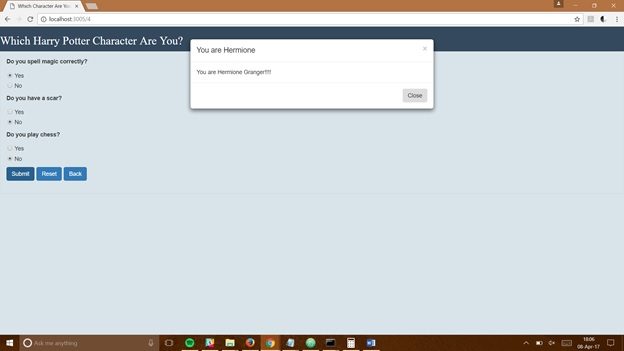 Which Character Are You
localhost:3005/4
Which Harry Potter Character Are You?
Do you spell magic correctly?
Yes
No
Do you have a scar?
Yes
No
Do you play chess?
Yes
No
Submit Reset Back
You are Hermione
×
You are Hermione Granger!!!!
Close
Ask me anything
18:06
08-Apr-17